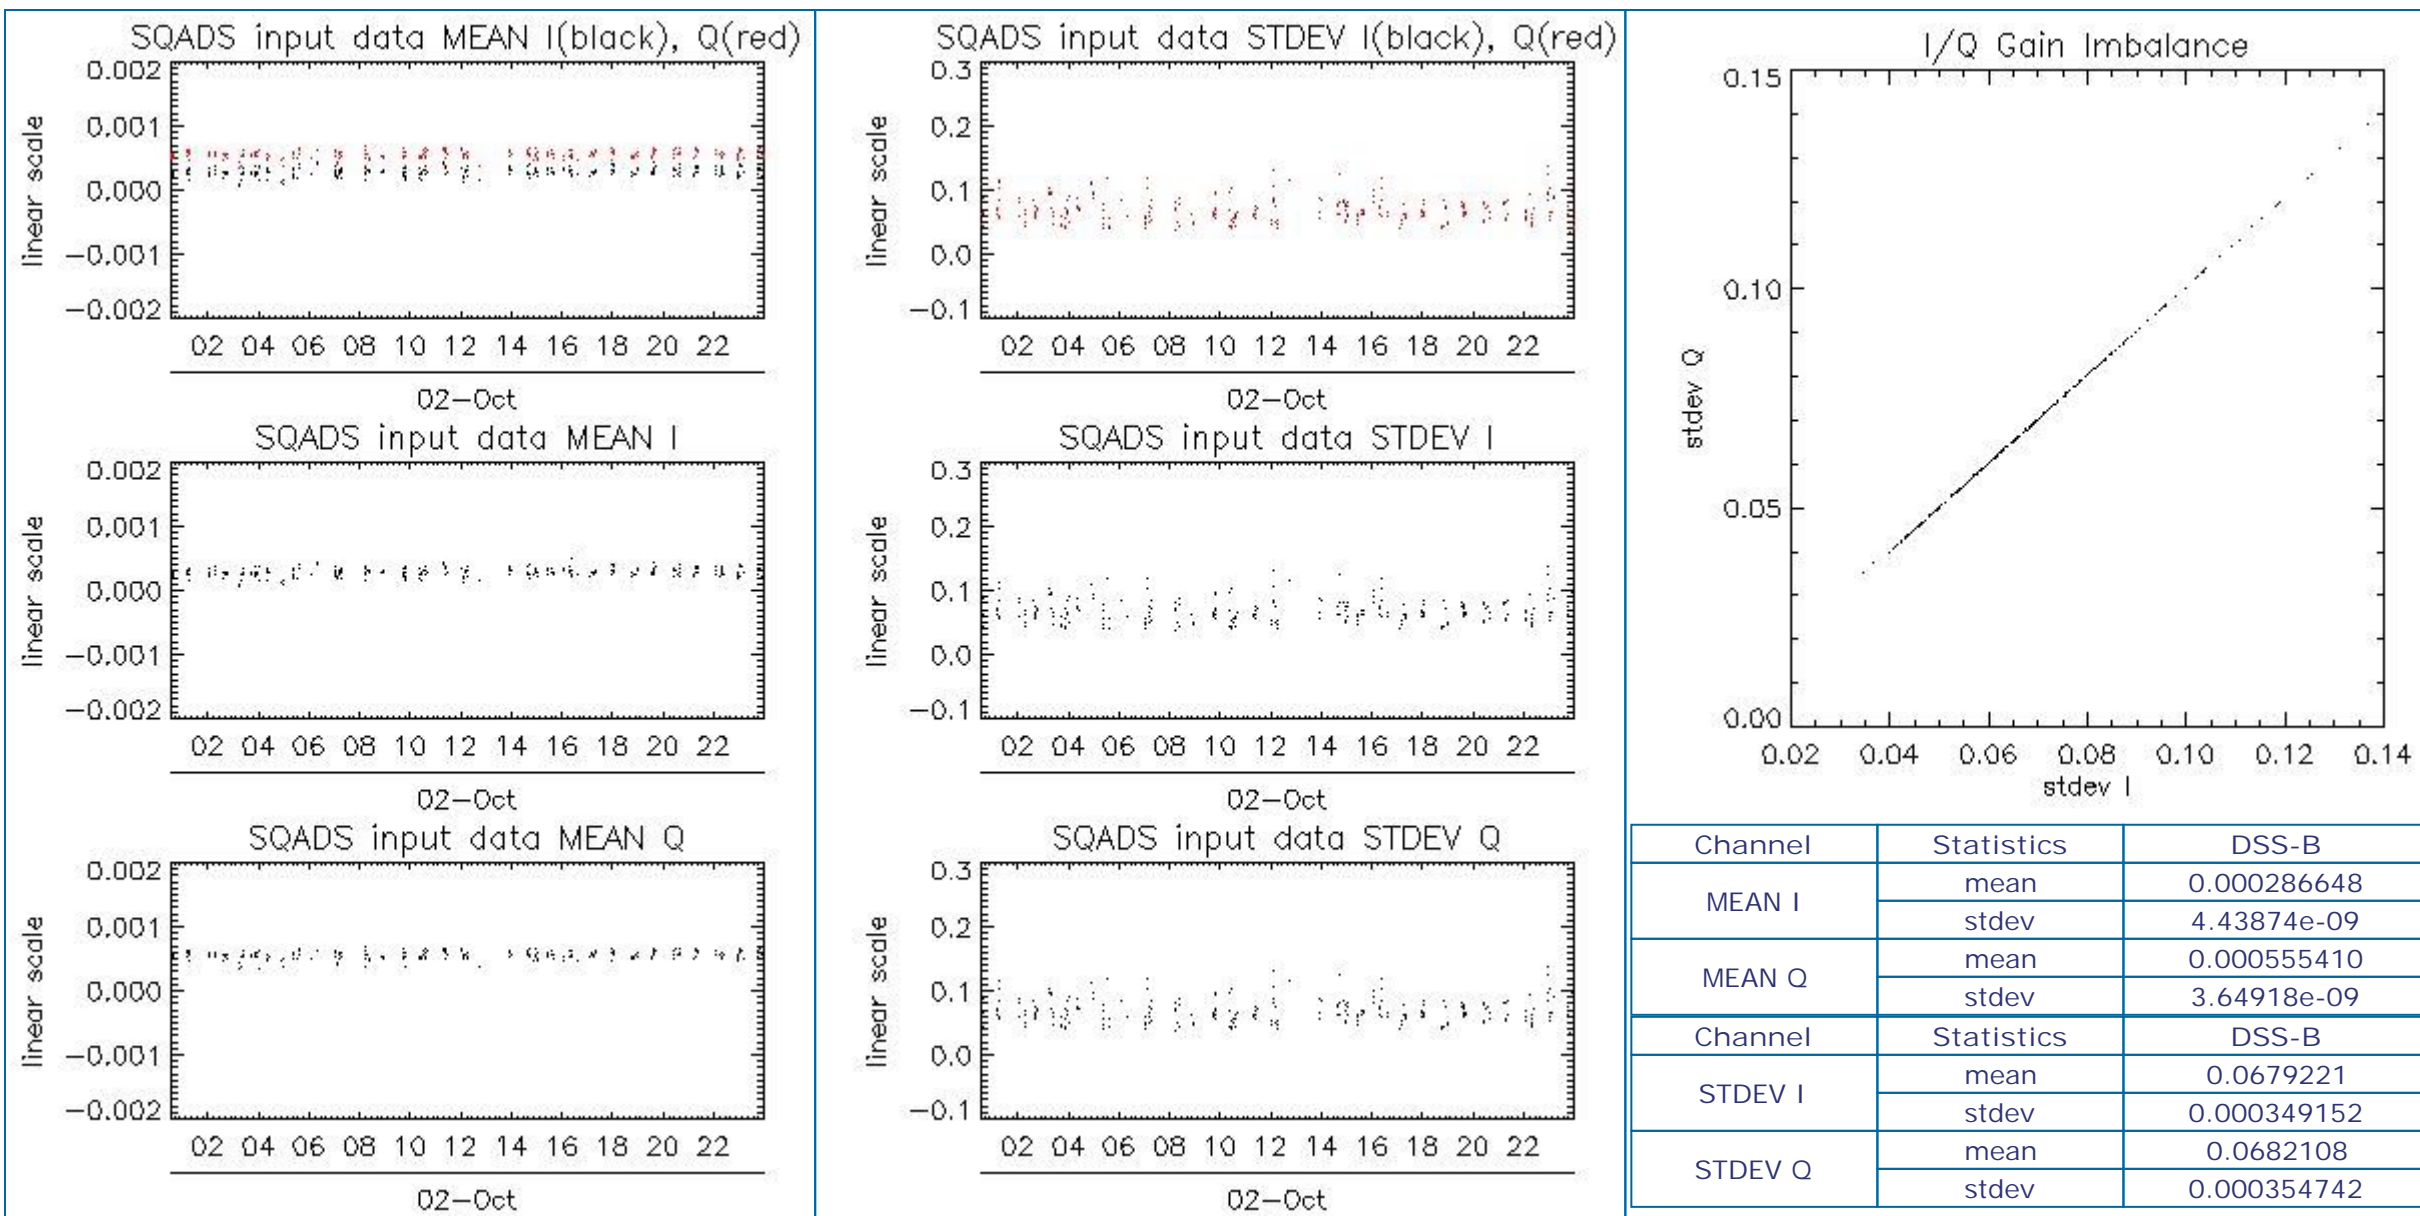 SQADS input data MEAN I(black), Q(red)
linear scale
0.002
0.001
0.000
−0.001
−0.002
02 04 06 08 10 12 14 16 18 20 22
02−Oct
SQADS input data MEAN I
linear scale
0.002
0.001
0.000
−0.001
−0.002
02 04 06 08 10 12 14 16 18 20 22
02−Oct
SQADS input data MEAN Q
linear scale
0.002
0.001
0.000
−0.001
−0.002
02 04 06 08 10 12 14 16 18 20 22
02−Oct
SQADS input data STDEV I(black), Q(red)
linear scale
0.3
0.2
0.1
0.0
−0.1
02 04 06 08 10 12 14 16 18 20 22
02−Oct
SQADS input data STDEV I
linear scale
0.3
0.2
0.1
0.0
−0.1
02 04 06 08 10 12 14 16 18 20 22
02−Oct
SQADS input data STDEV Q
linear scale
0.3
0.2
0.1
0.0
−0.1
02 04 06 08 10 12 14 16 18 20 22
02−Oct
I/Q Gain Imbalance
stdev Q
0.15
0.10
0.05
0.00
0.02 0.04 0.06 0.08 0.10 0.12 0.14
stdev I
Channel Statistics DSS-B
MEAN I mean 0.000286648
stdev 4.43874e-09
MEAN Q mean 0.000555410
stdev 3.64918e-09
Channel Statistics DSS-B
STDEV I mean 0.0679221
stdev 0.000349152
STDEV Q mean 0.0682108
stdev 0.000354742